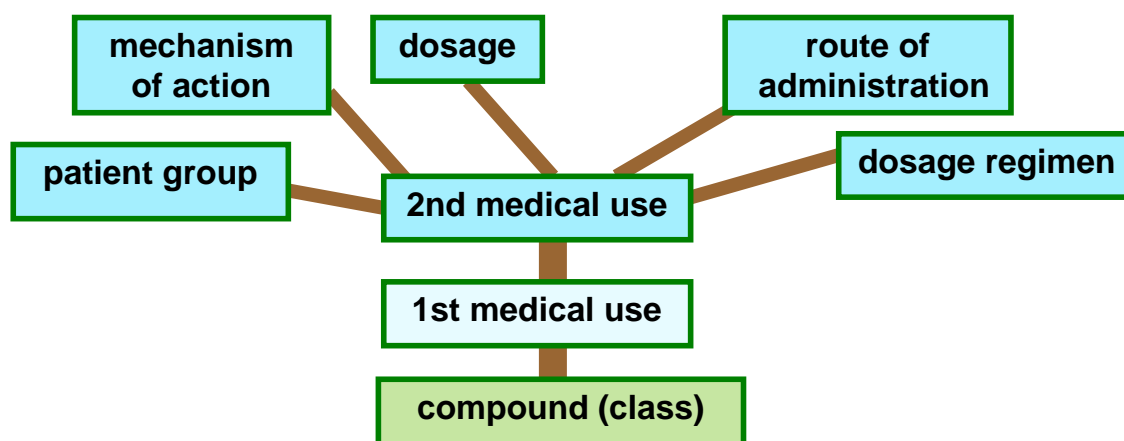 mechanism
of action
dosage
route of
administration
patient group
dosage regimen
2nd medical use
1st medical use
compound (class)